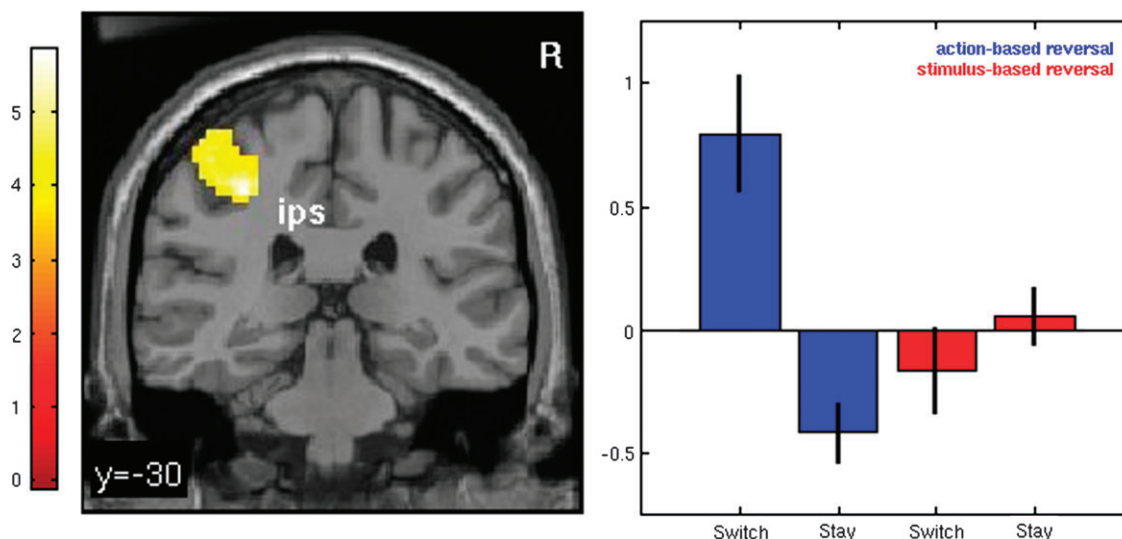 5
4
3
2
1
0
R
ips
y=-30
action-based reversal
stimulus-based reversal
1
0.5
0
-0.5
Switch Stay Switch Stay